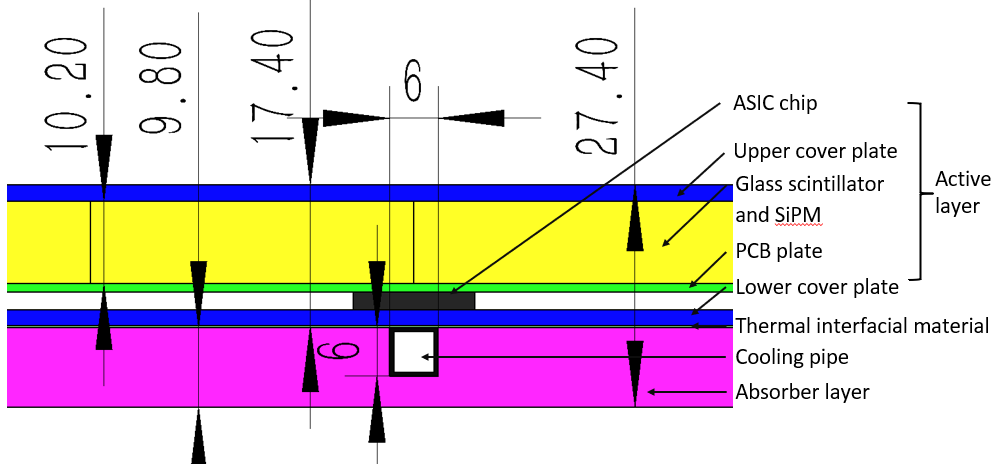 10.20
9.80
17.40
6
27.40
6
ASIC chip
Upper cover plate
Glass scintillator
and SiPM
PCB plate
Lower cover plate
Thermal interfacial material
Cooling pipe
Absorber layer
Active
layer